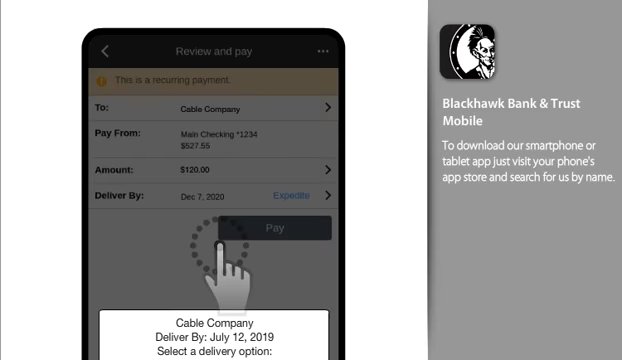 Review and pay
This is a recurring payment.
To: Cable Company
Pay From: Main Checking *1234
$527.55
Amount: $120.00
Deliver By: Dec 7, 2020 Expedite
Pay
Cable Company
Deliver By: July 12, 2019
Select a delivery option:
Blackhawk Bank & Trust
Mobile
To download our smartphone or
tablet app just visit your phone's
app store and search for us by name.